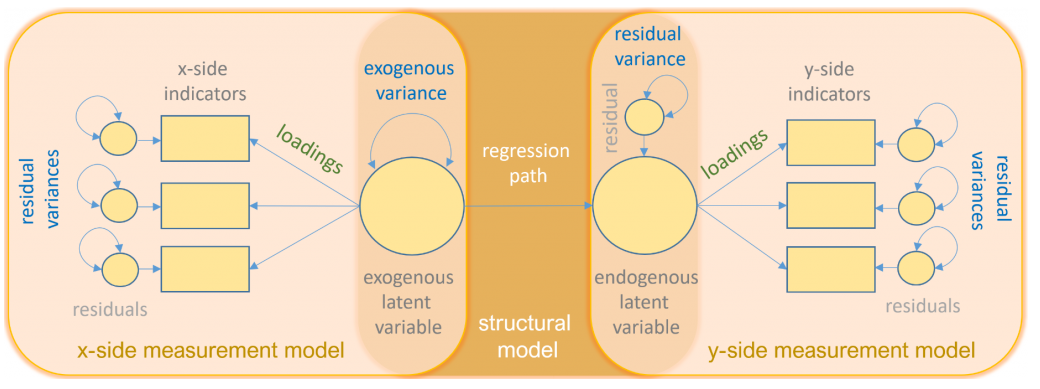 x-side
indicators
exogenous
variance
residual
variance
residual
y-side
indicators
loadings
loadings
residual
variances
regression
path
residual
variances
residuals
exogenous
latent
variable
structural
model
endogenous
latent
variable
residuals
x-side measurement model
y-side measurement model